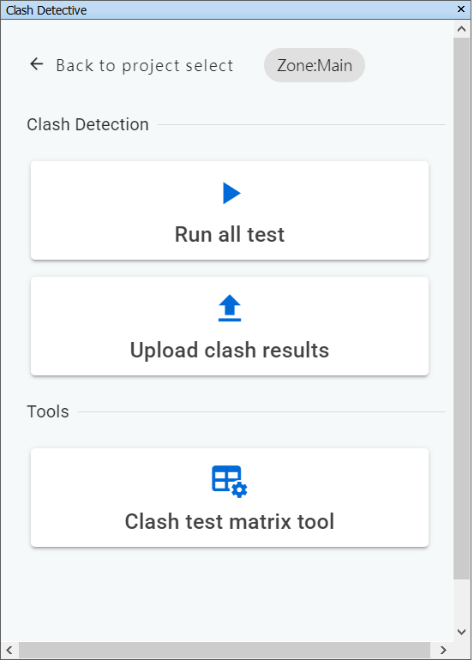 Clash Detective
Back to project select
Zone:Main
Clash Detection
Run all test
Upload clash results
Tools
Clash test matrix tool